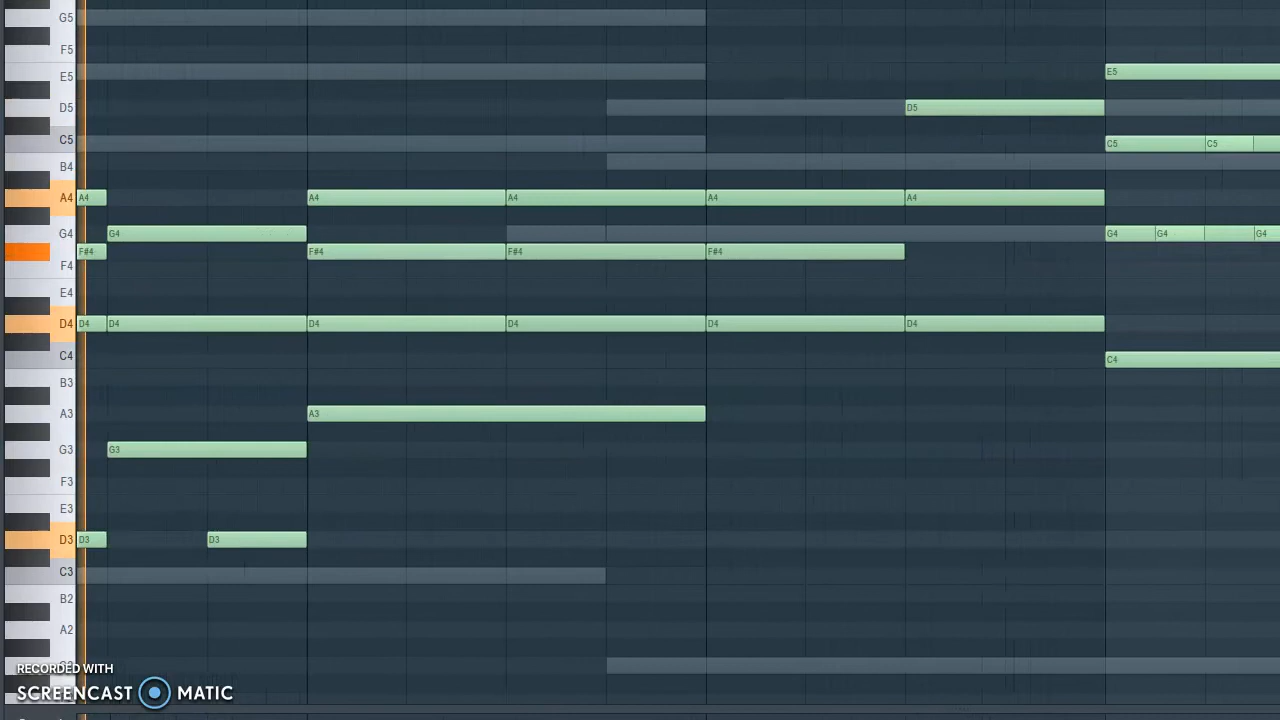 G5
F5
E5 E5
D5 D5
C5 C5 C5
B4
A4 A4 A4 A4 A4 A4
G4 G4 G4 G4 G4
F#4 F#4 F#4 F#4
F4
E4
D4 D4 D4 D4 D4 D4 D4
C4 C4
B3
A3 A3
G3 G3
F3
E3
D3 D3 D3
C3
B2
A2
RECORDED WITH
SCREENCAST MATIC